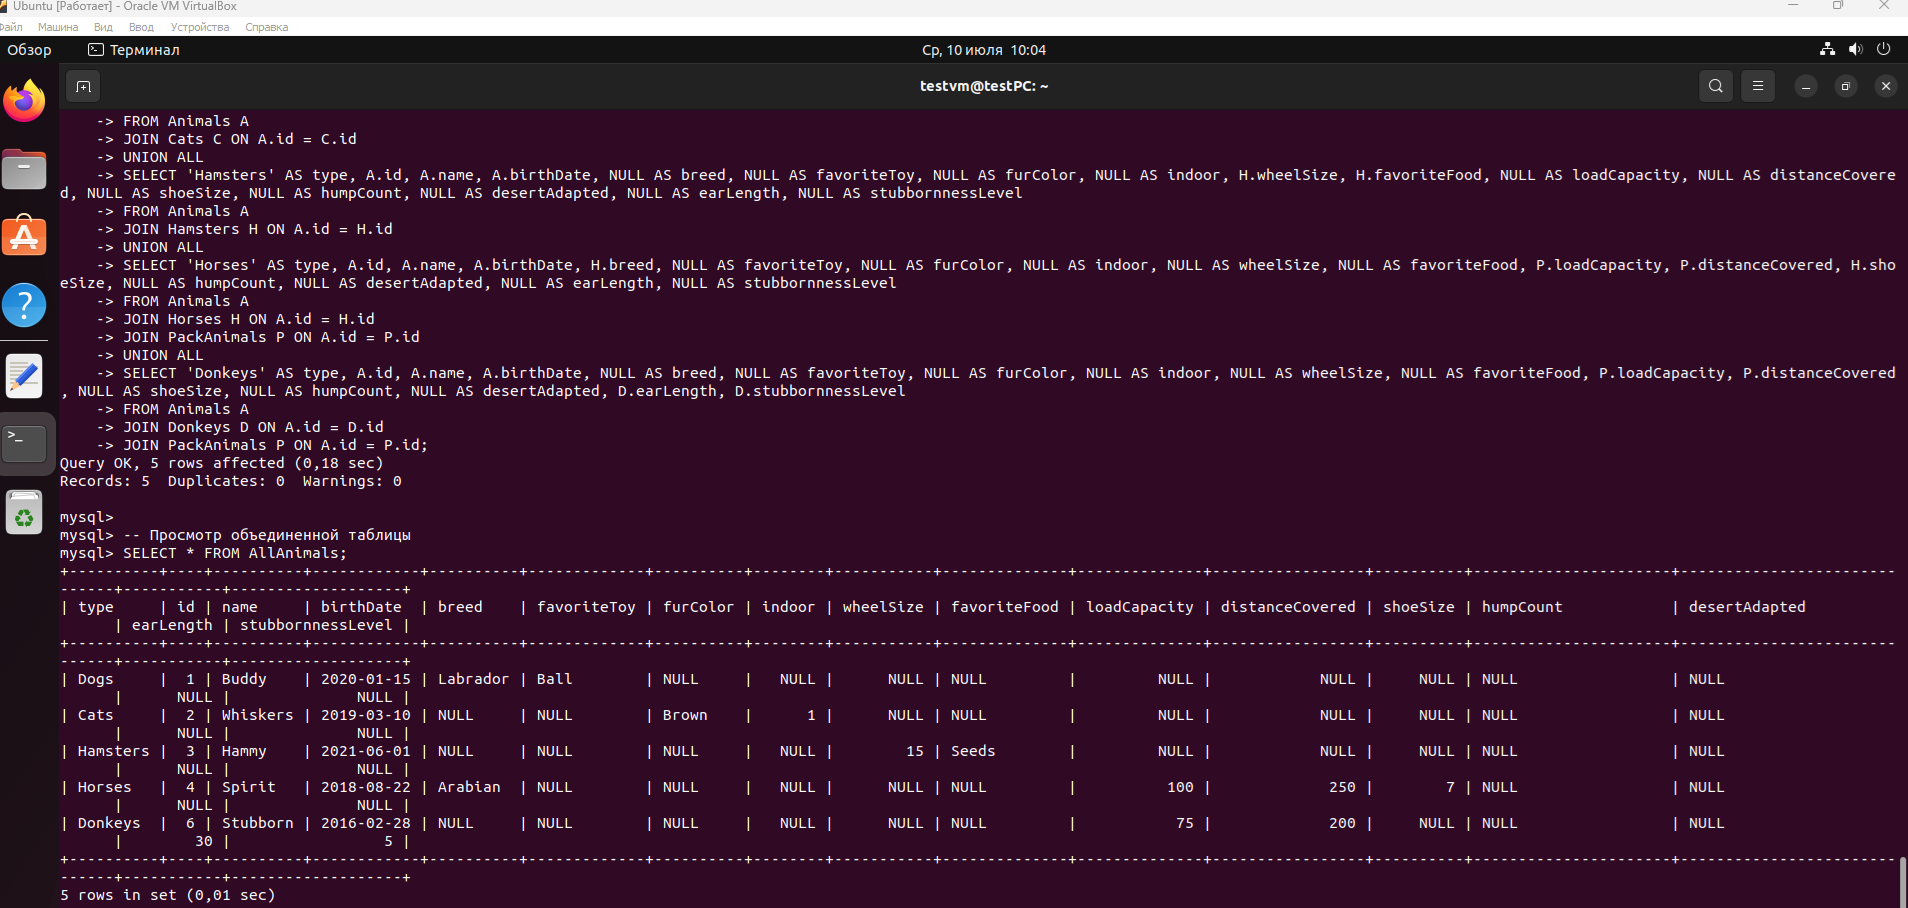 Ubuntu [Работает] - Oracle VM VirtualBox
Файл Машина Вид Ввод Устройства Справка
Обзор Терминал Ср, 10 июля 10:04
testvm@testPC: ~
    -> FROM Animals A
    -> JOIN Cats C ON A.id = C.id
    -> UNION ALL
    -> SELECT 'Hamsters' AS type, A.id, A.name, A.birthDate, NULL AS breed, NULL AS favoriteToy, NULL AS furColor, NULL AS indoor, H.wheelSize, H.favoriteFood, NULL AS loadCapacity, NULL AS distanceCovere
d, NULL AS shoeSize, NULL AS humpCount, NULL AS desertAdapted, NULL AS earLength, NULL AS stubbornnessLevel
    -> FROM Animals A
    -> JOIN Hamsters H ON A.id = H.id
    -> UNION ALL
    -> SELECT 'Horses' AS type, A.id, A.name, A.birthDate, H.breed, NULL AS favoriteToy, NULL AS furColor, NULL AS indoor, NULL AS wheelSize, NULL AS favoriteFood, P.loadCapacity, P.distanceCovered, H.sho
eSize, NULL AS humpCount, NULL AS desertAdapted, NULL AS earLength, NULL AS stubbornnessLevel
    -> FROM Animals A
    -> JOIN Horses H ON A.id = H.id
    -> JOIN PackAnimals P ON A.id = P.id
    -> UNION ALL
    -> SELECT 'Donkeys' AS type, A.id, A.name, A.birthDate, NULL AS breed, NULL AS favoriteToy, NULL AS furColor, NULL AS indoor, NULL AS wheelSize, NULL AS favoriteFood, P.loadCapacity, P.distanceCovered
, NULL AS shoeSize, NULL AS humpCount, NULL AS desertAdapted, D.earLength, D.stubbornnessLevel
    -> FROM Animals A
    -> JOIN Donkeys D ON A.id = D.id
    -> JOIN PackAnimals P ON A.id = P.id;
Query OK, 5 rows affected (0,18 sec)
Records: 5  Duplicates: 0  Warnings: 0
mysql>
mysql> -- Просмотр объединенной таблицы
mysql> SELECT * FROM AllAnimals;
+----------+----+----------+------------+----------+-------------+----------+--------+-----------+--------------+--------------+-----------------+----------+----------------------+------------------------
------+-----------+-------------------+
| type     | id | name     | birthDate  | breed    | favoriteToy | furColor | indoor | wheelSize | favoriteFood | loadCapacity | distanceCovered | shoeSize | humpCount            | desertAdapted
      | earLength | stubbornnessLevel |
+----------+----+----------+------------+----------+-------------+----------+--------+-----------+--------------+--------------+-----------------+----------+----------------------+------------------------
------+-----------+-------------------+
| Dogs     |  1 | Buddy    | 2020-01-15 | Labrador | Ball        | NULL     |   NULL |      NULL | NULL         |         NULL |            NULL |     NULL | NULL                 | NULL
      |      NULL |              NULL |
| Cats     |  2 | Whiskers | 2019-03-10 | NULL     | NULL        | Brown    |      1 |      NULL | NULL         |         NULL |            NULL |     NULL | NULL                 | NULL
      |      NULL |              NULL |
| Hamsters |  3 | Hammy    | 2021-06-01 | NULL     | NULL        | NULL     |   NULL |        15 | Seeds        |         NULL |            NULL |     NULL | NULL                 | NULL
      |      NULL |              NULL |
| Horses   |  4 | Spirit   | 2018-08-22 | Arabian  | NULL        | NULL     |   NULL |      NULL | NULL         |          100 |             250 |        7 | NULL                 | NULL
      |      NULL |              NULL |
| Donkeys  |  6 | Stubborn | 2016-02-28 | NULL     | NULL        | NULL     |   NULL |      NULL | NULL         |           75 |             200 |     NULL | NULL                 | NULL
      |        30 |                 5 |
+----------+----+----------+------------+----------+-------------+----------+--------+-----------+--------------+--------------+-----------------+----------+----------------------+------------------------
------+-----------+-------------------+
5 rows in set (0,01 sec)